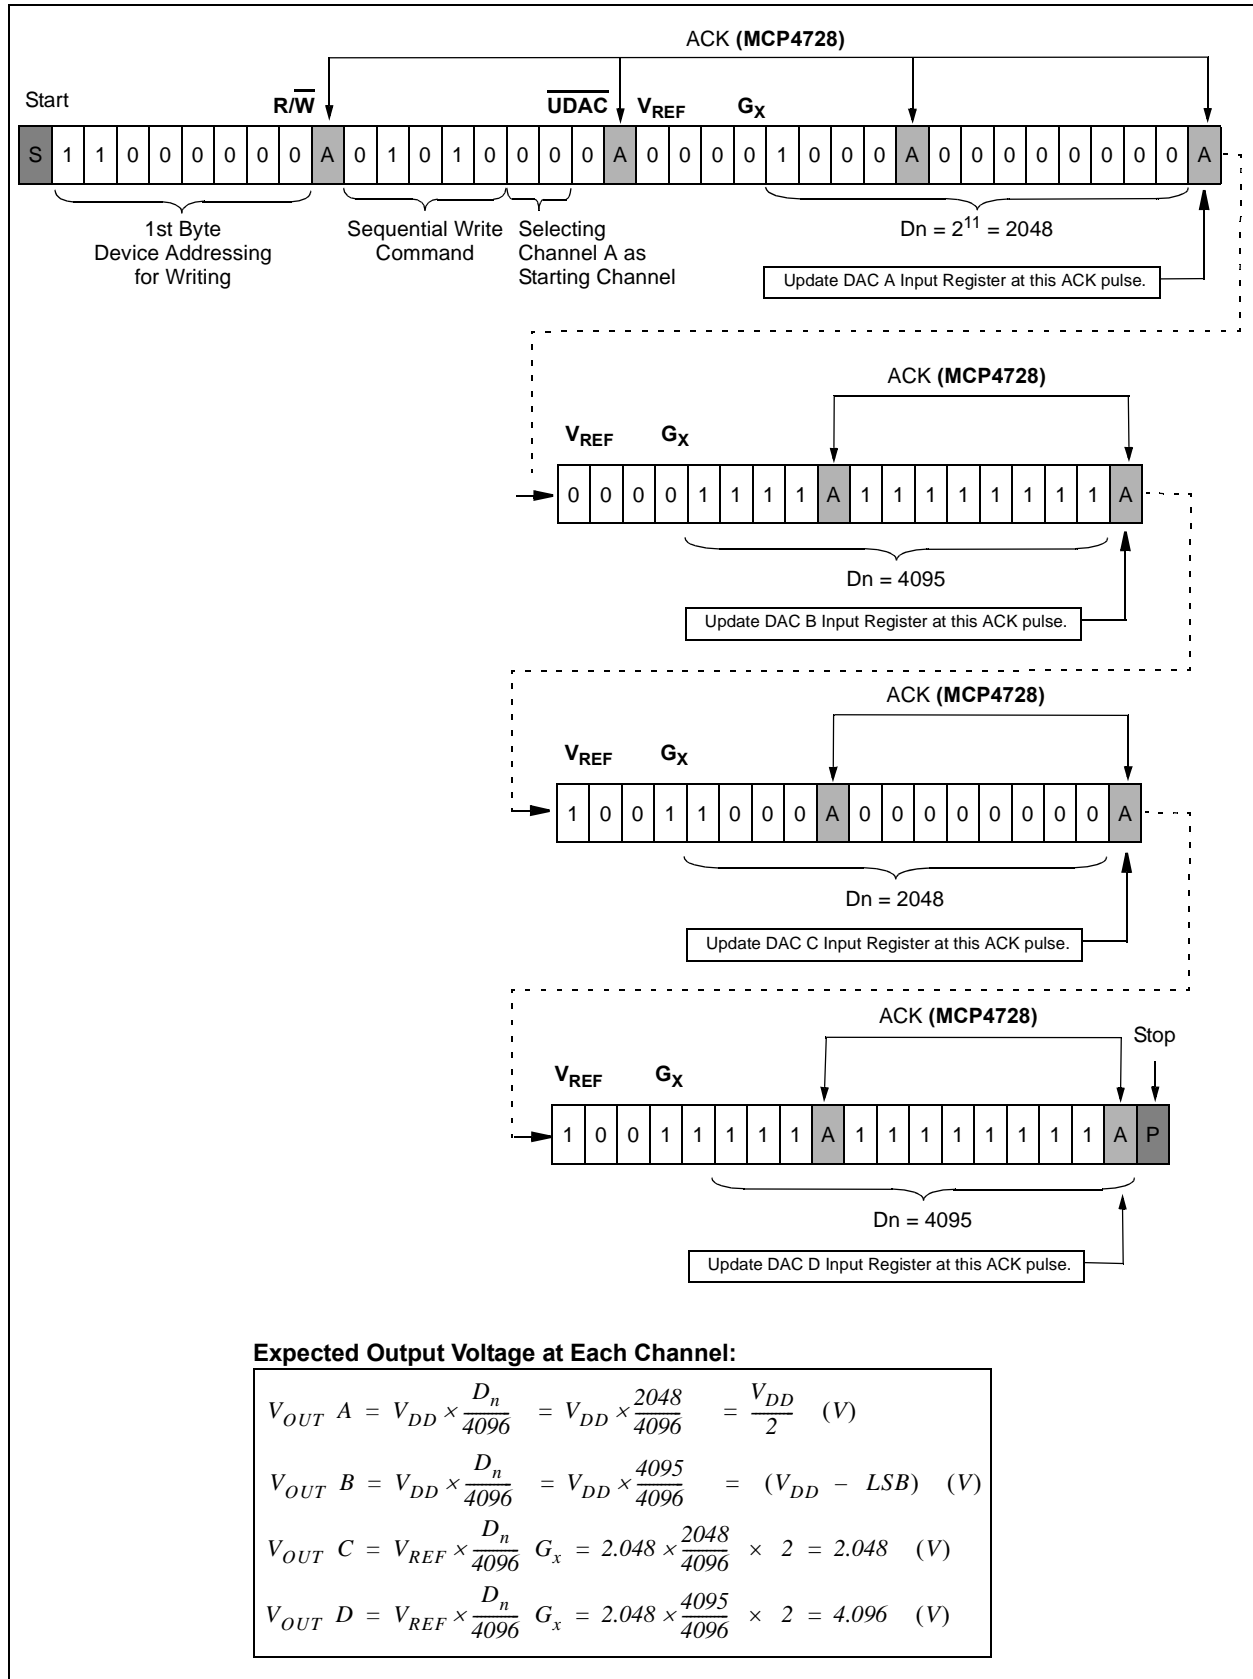 ACK (MCP4728)
Start R/W UDAC VREF GX
S 1 1 0 0 0 0 0 0 A 0 1 0 1 0 0 0 0 A 0 0 0 0 1 0 0 0 A 0 0 0 0 0 0 0 0 A
1st Byte
Device Addressing
for Writing
Sequential Write
Command
Selecting
Channel A as
Starting Channel
Dn = 2^11 = 2048
Update DAC A Input Register at this ACK pulse.
ACK (MCP4728)
VREF GX
0 0 0 0 1 1 1 1 A 1 1 1 1 1 1 1 1 A
Dn = 4095
Update DAC B Input Register at this ACK pulse.
ACK (MCP4728)
VREF GX
1 0 0 1 1 0 0 0 A 0 0 0 0 0 0 0 0 A
Dn = 2048
Update DAC C Input Register at this ACK pulse.
ACK (MCP4728)
Stop
VREF GX
1 0 0 1 1 1 1 1 A 1 1 1 1 1 1 1 1 A P
Dn = 4095
Update DAC D Input Register at this ACK pulse.
Expected Output Voltage at Each Channel:
VOUT A = VDD × Dn/4096 = VDD × 2048/4096 = VDD/2 (V)
VOUT B = VDD × Dn/4096 = VDD × 4095/4096 = (VDD – LSB) (V)
VOUT C = VREF × Dn/4096 Gx = 2.048 × 2048/4096 × 2 = 2.048 (V)
VOUT D = VREF × Dn/4096 Gx = 2.048 × 4095/4096 × 2 = 4.096 (V)